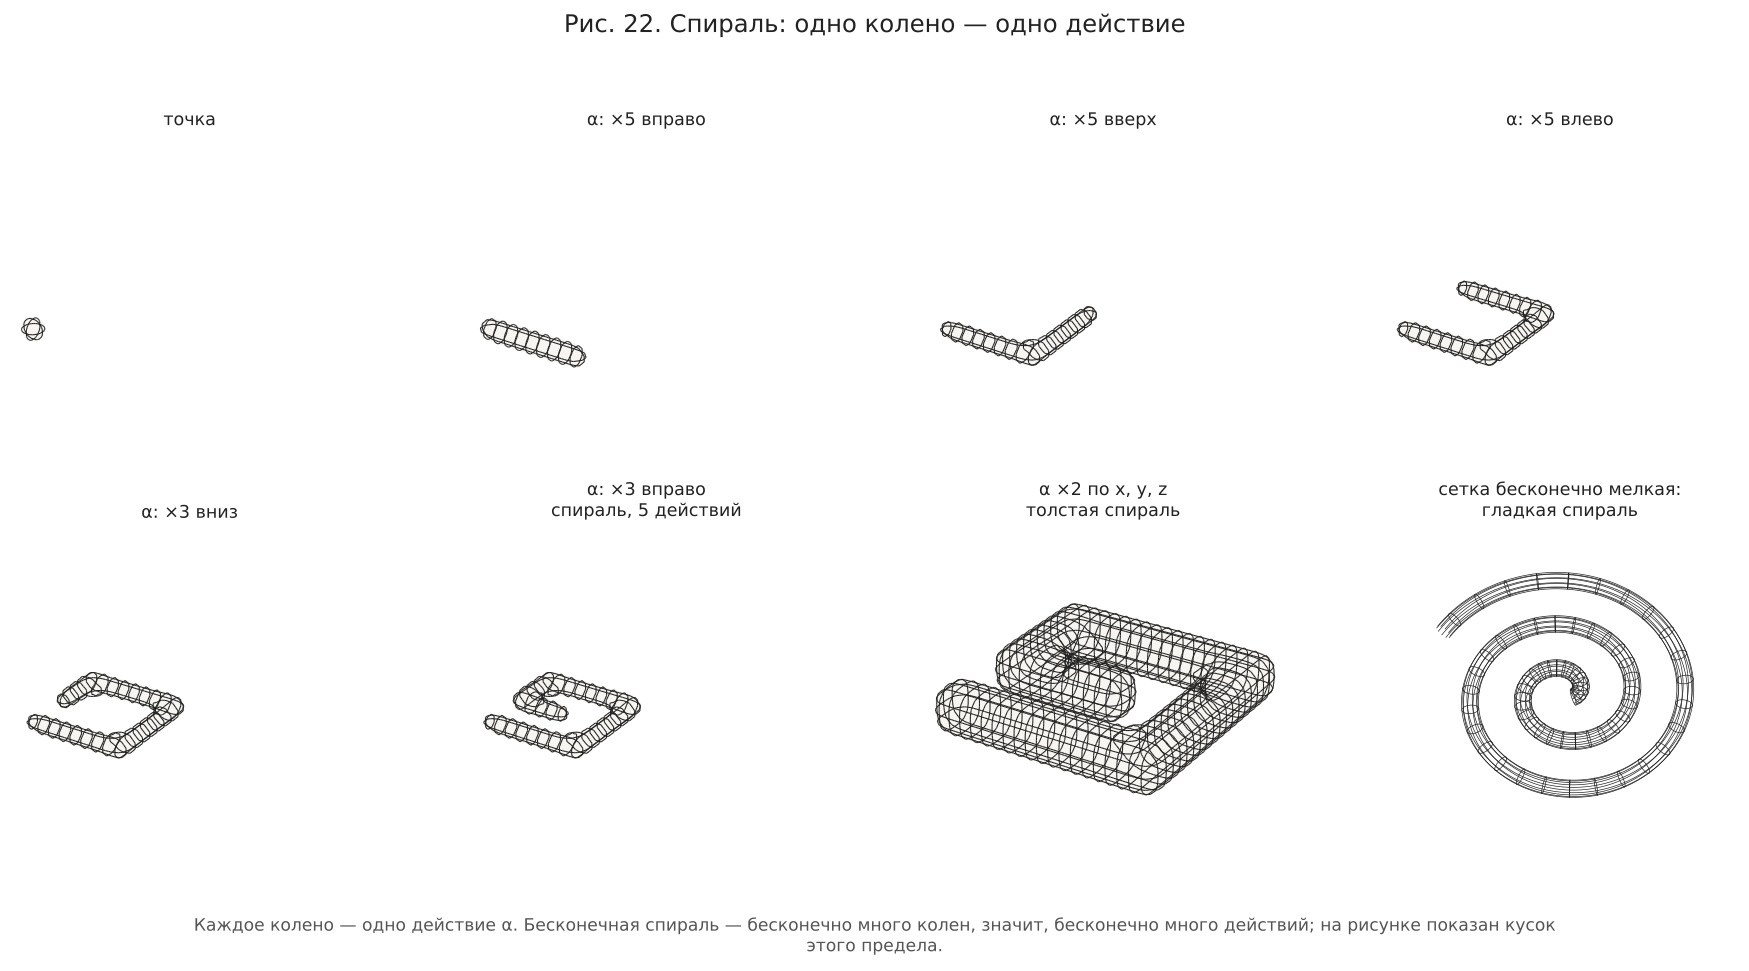 Рис. 22. Спираль: одно колено — одно действие
точка
α: ×5 вправо
α: ×5 вверх
α: ×5 влево
α: ×3 вниз
α: ×3 вправо
спираль, 5 действий
α ×2 по x, y, z
толстая спираль
сетка бесконечно мелкая:
гладкая спираль
Каждое колено — одно действие α. Бесконечная спираль — бесконечно много колен, значит, бесконечно много действий; на рисунке показан кусок
этого предела.